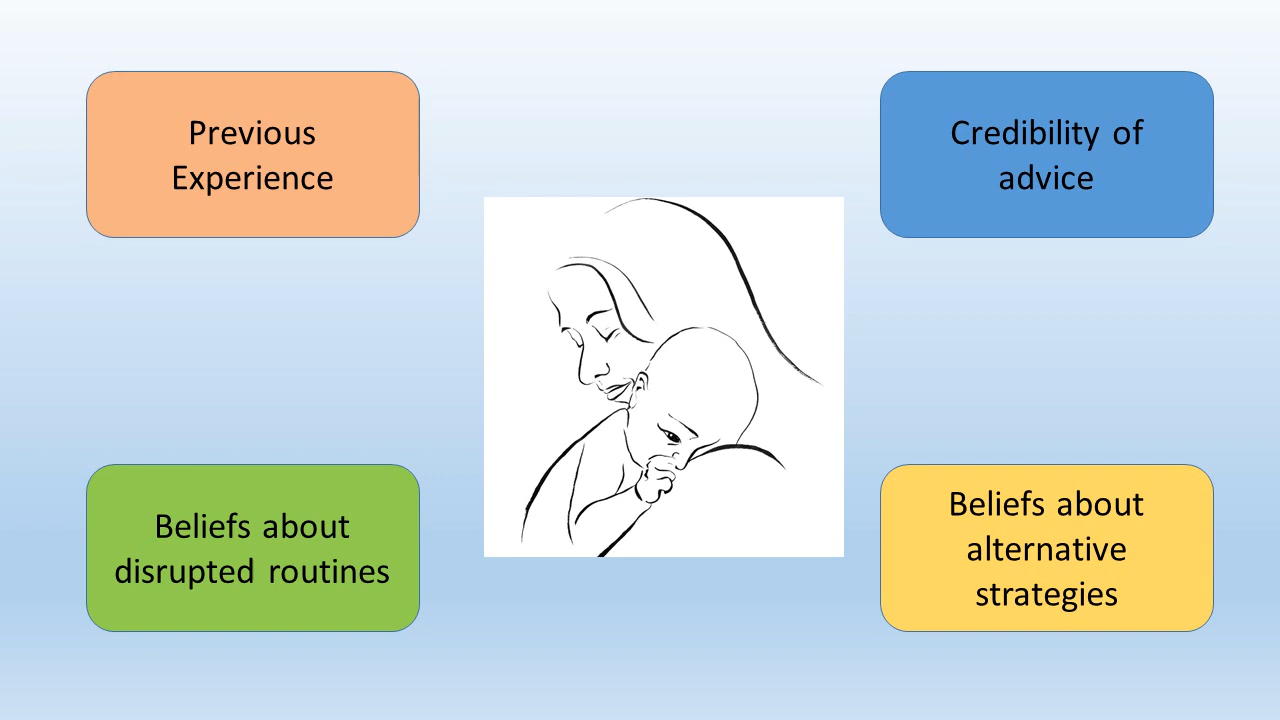 Previous
Experience
Credibility of
advice
Beliefs about
disrupted routines
Beliefs about
alternative
strategies